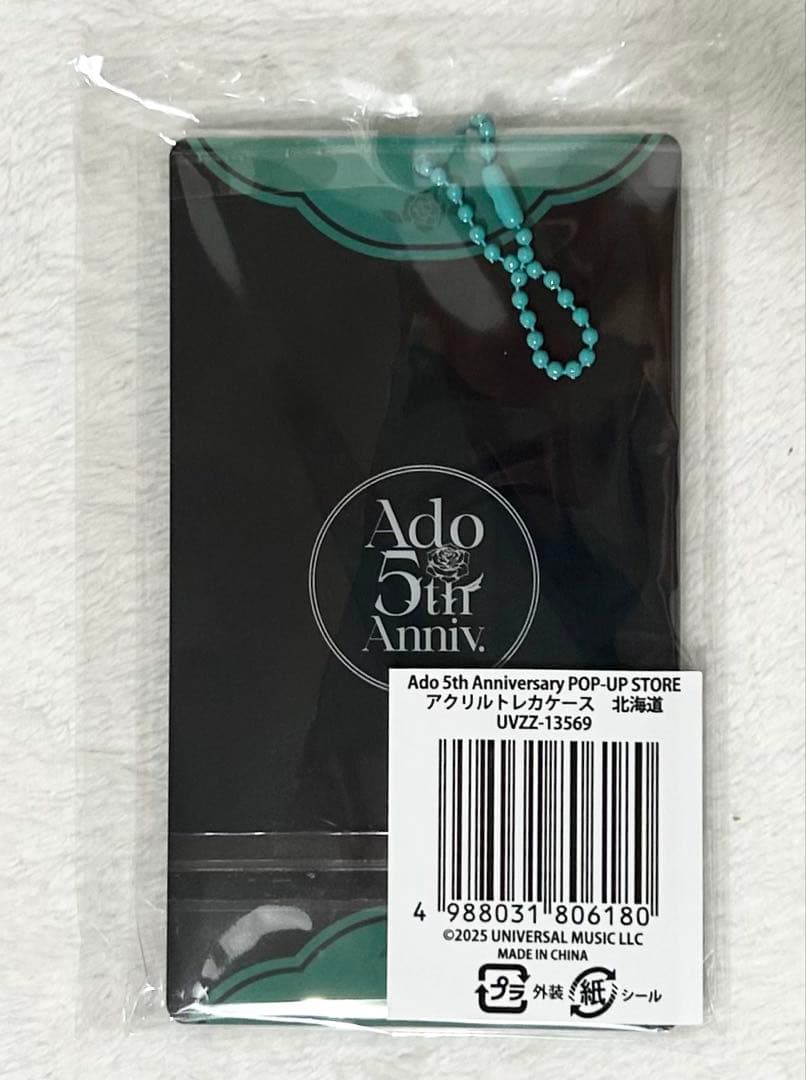 Ado
5th
Anniv.
Ado 5th Anniversary POP-UP STORE
アクリルトレカケース　北海道
UVZZ-13569
4 988031 806180
©2025 UNIVERSAL MUSIC LLC
MADE IN CHINA
プラ 外装 紙 シール